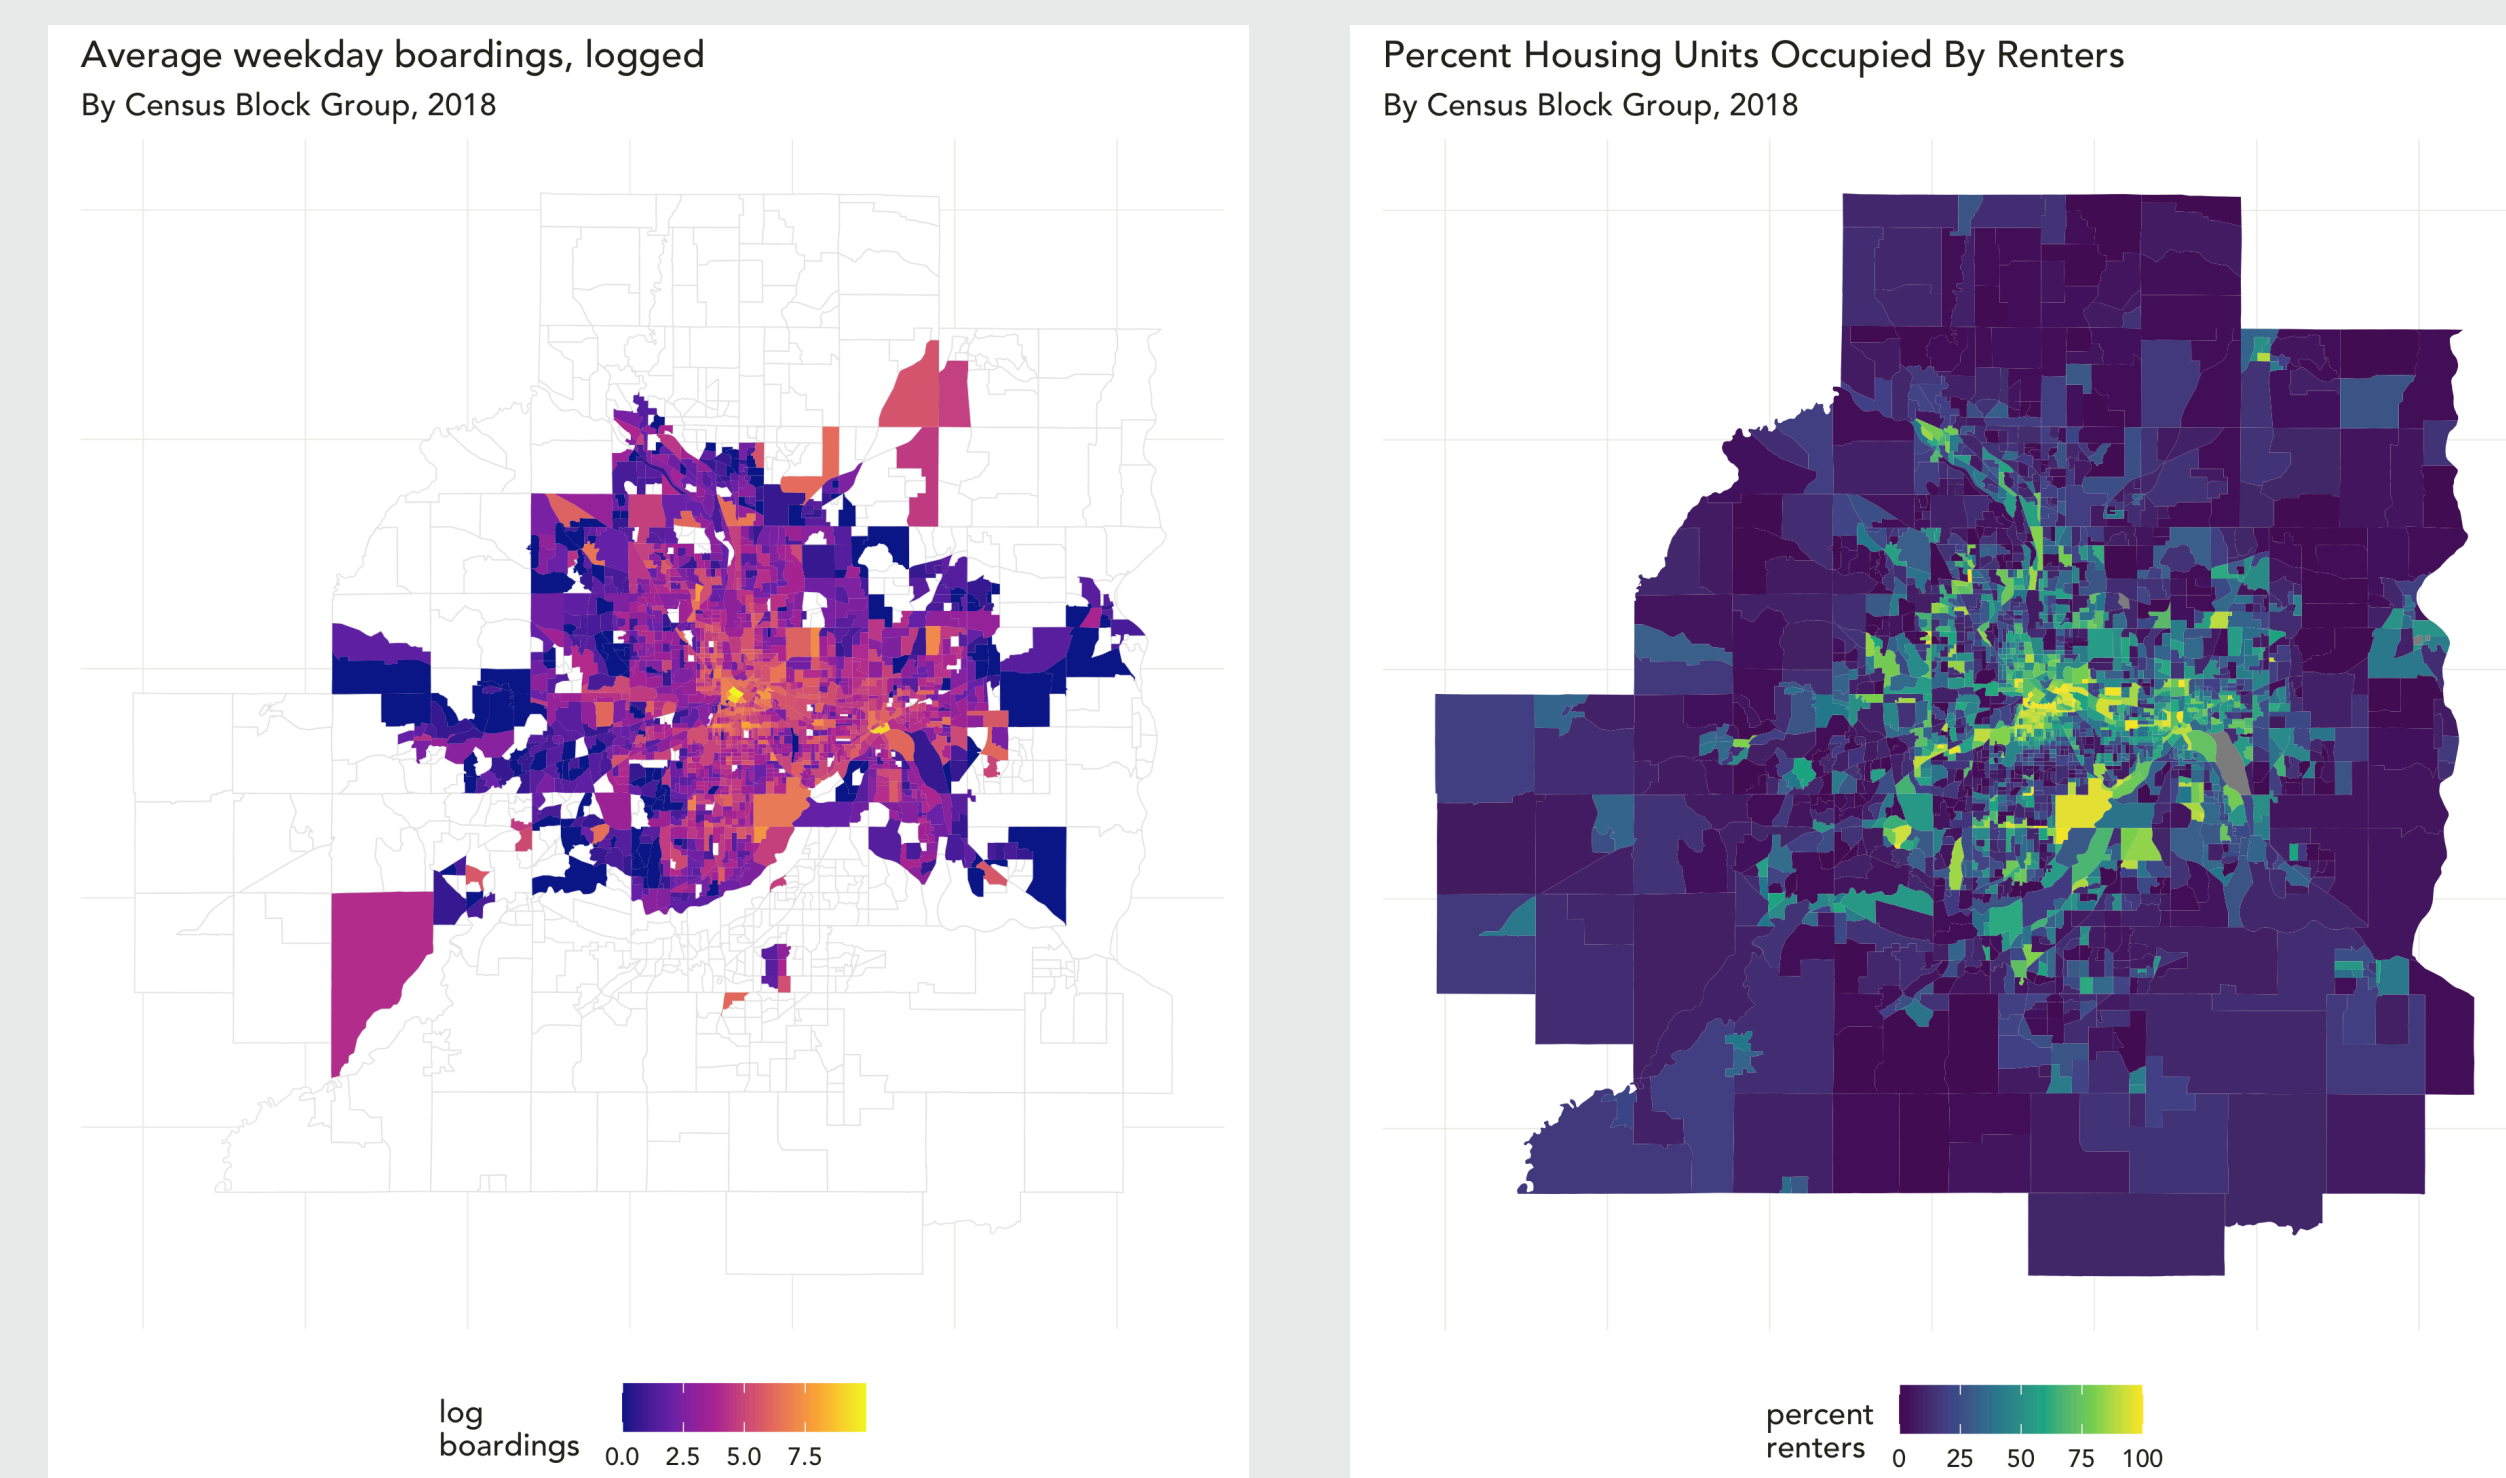 Average weekday boardings, logged
By Census Block Group, 2018
log
boardings
0.0 2.5 5.0 7.5
Percent Housing Units Occupied By Renters
By Census Block Group, 2018
percent
renters
0 25 50 75 100